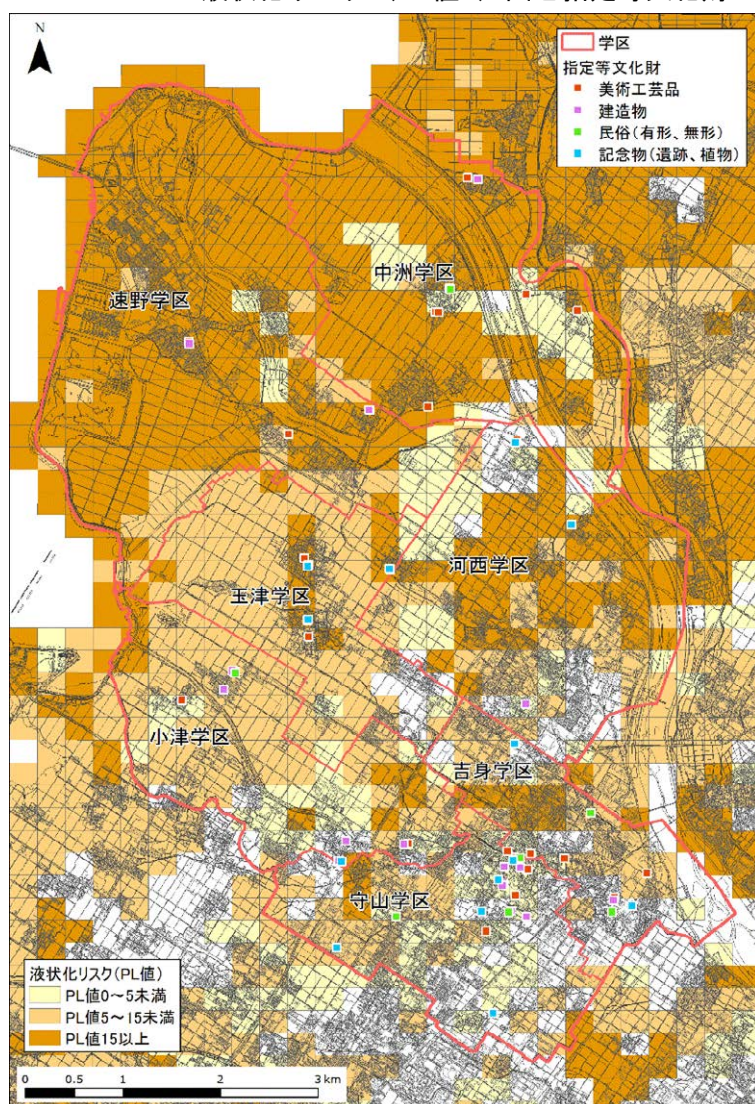 N
学区
指定等文化財
美術工芸品
建造物
民俗(有形、無形)
記念物(遺跡、植物)
中洲学区
速野学区
河西学区
玉津学区
小津学区
吉身学区
守山学区
液状化リスク(PL値)
PL値0～5未満
PL値5～15未満
PL値15以上
0 0.5 1 2 3 km